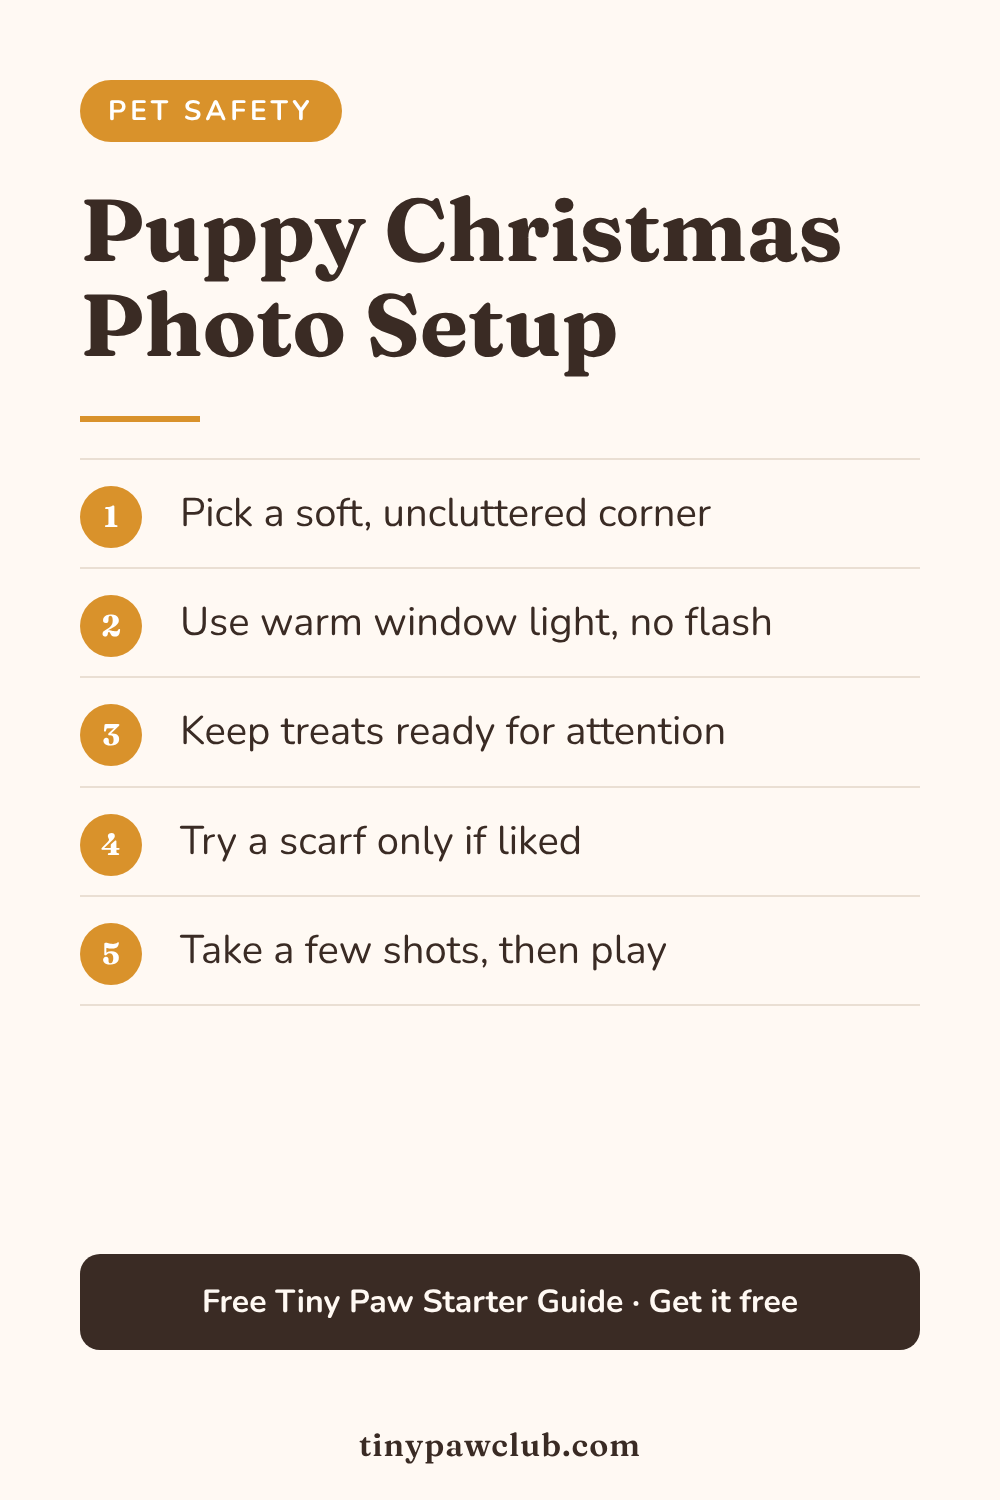 PET SAFETY
Puppy Christmas
Photo Setup
1 Pick a soft, uncluttered corner
2 Use warm window light, no flash
3 Keep treats ready for attention
4 Try a scarf only if liked
5 Take a few shots, then play
Free Tiny Paw Starter Guide · Get it free
tinypawclub.com